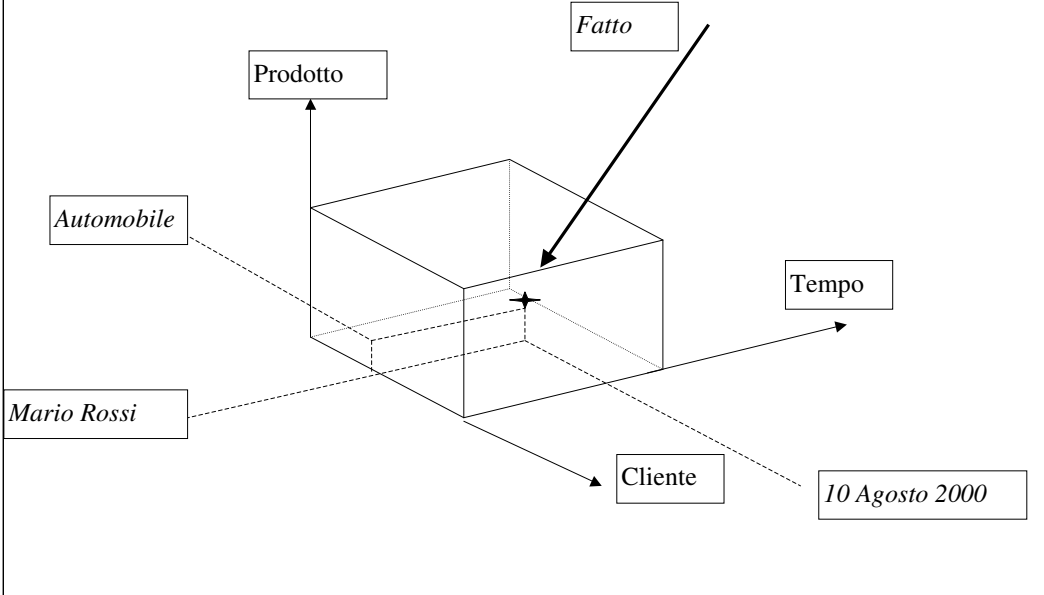 Fatto
Prodotto
Automobile
Tempo
Mario Rossi
Cliente
10 Agosto 2000